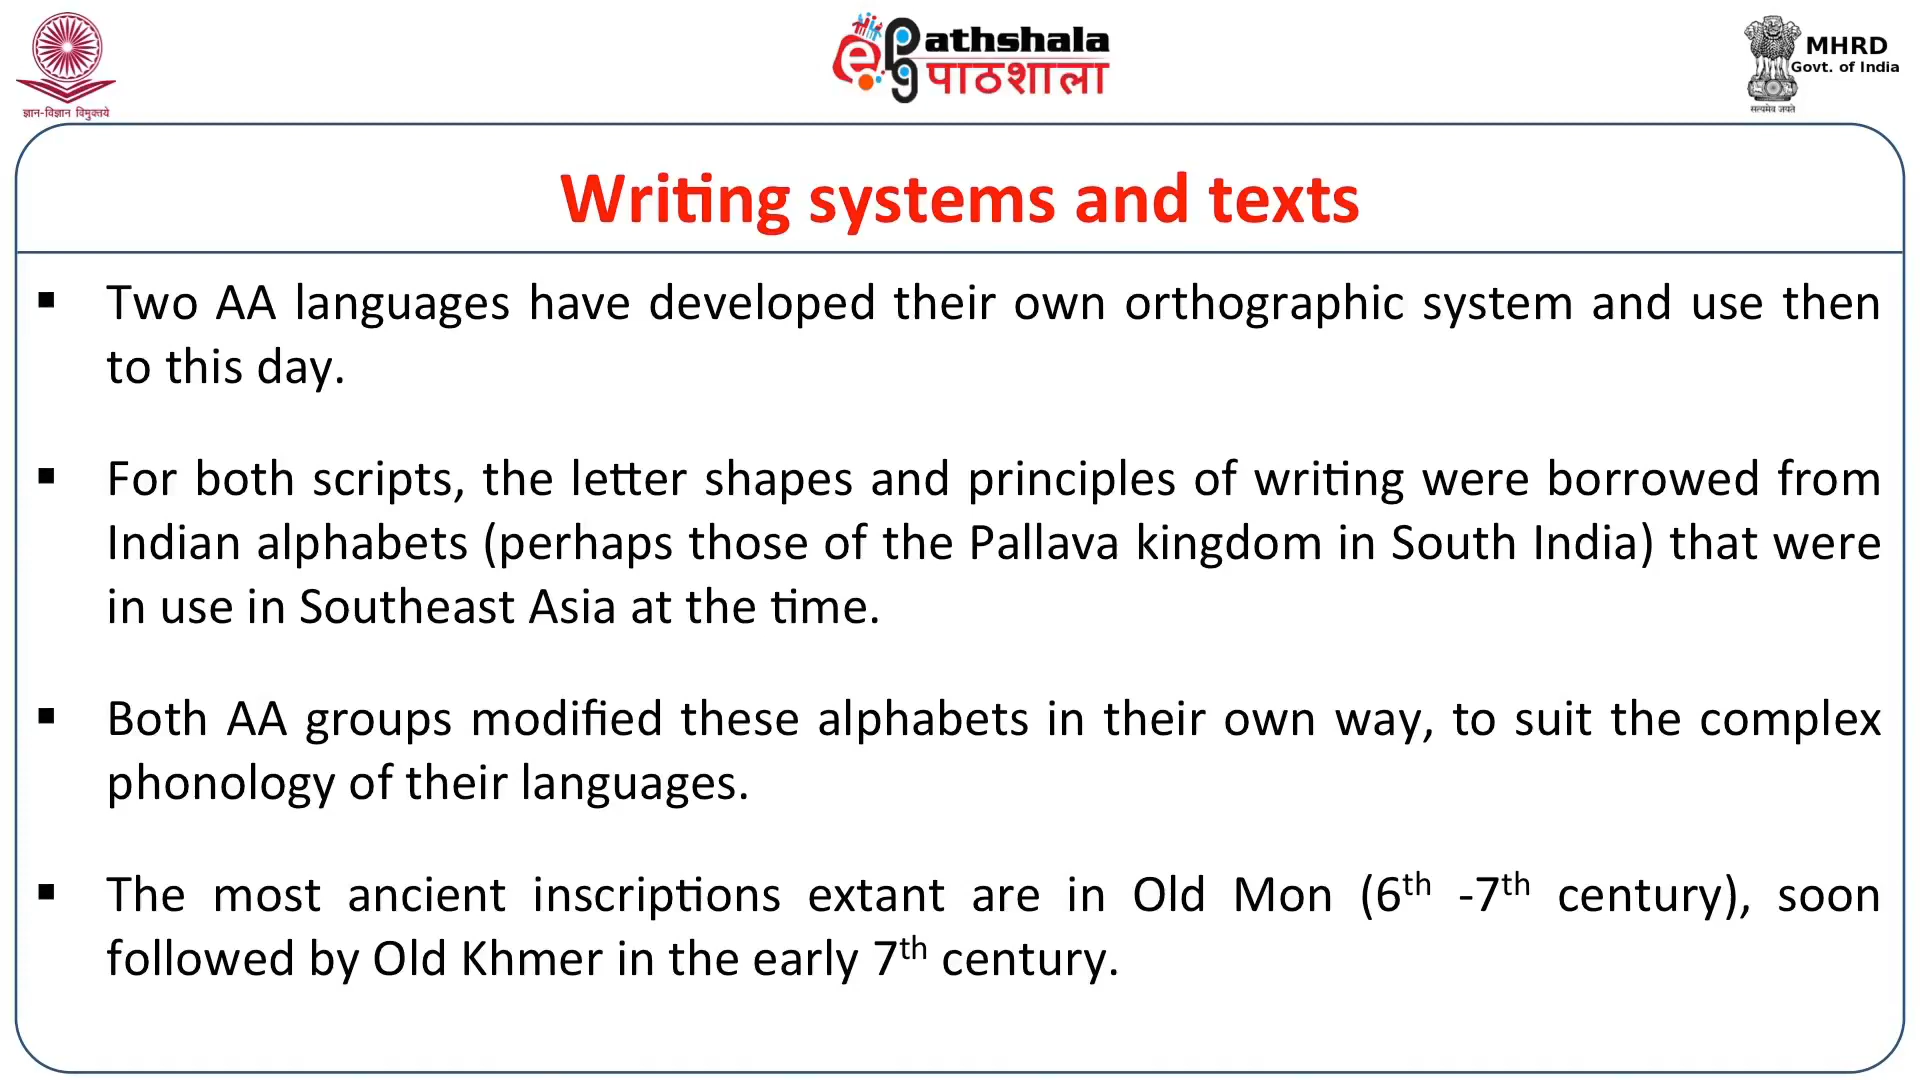 ज्ञान-विज्ञान विमुक्तये
ePG Pathshala
पाठशाला
MHRD
Govt. of India
सत्यमेव जयते
Writing systems and texts
▪ Two AA languages have developed their own orthographic system and use then
to this day.
▪ For both scripts, the letter shapes and principles of writing were borrowed from
Indian alphabets (perhaps those of the Pallava kingdom in South India) that were
in use in Southeast Asia at the time.
▪ Both AA groups modified these alphabets in their own way, to suit the complex
phonology of their languages.
▪ The most ancient inscriptions extant are in Old Mon (6th -7th century), soon
followed by Old Khmer in the early 7th century.